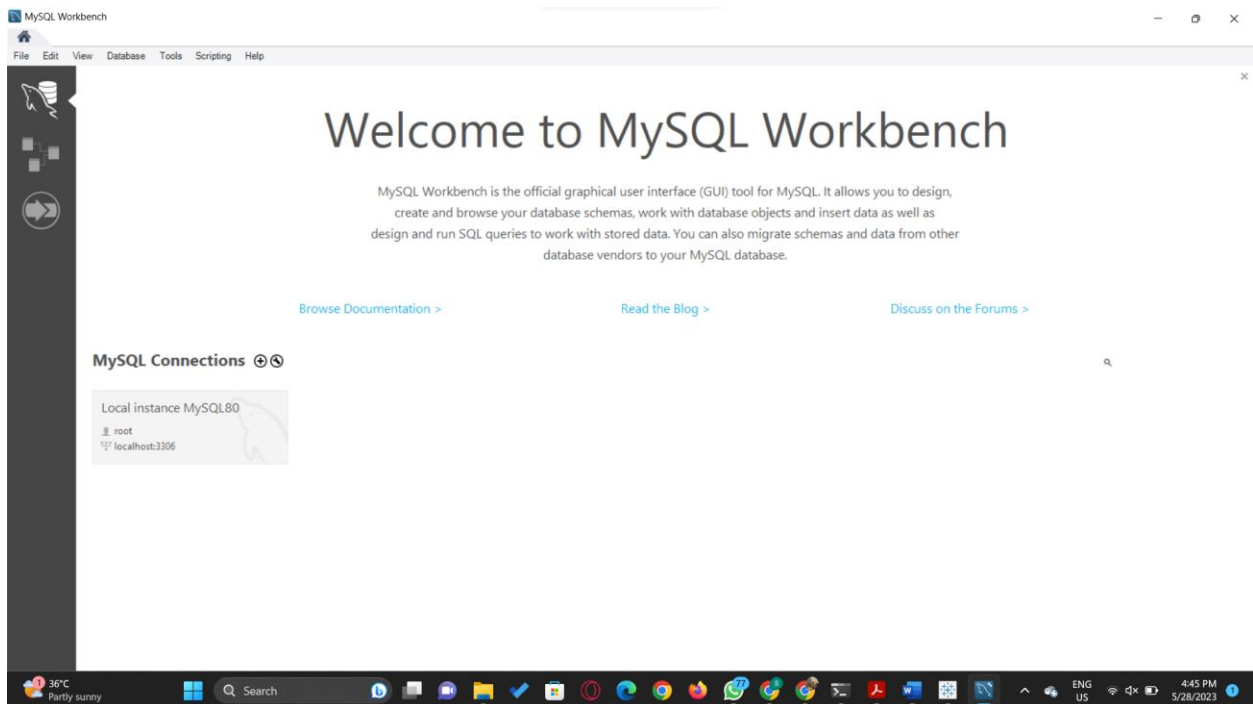 MySQL Workbench
File Edit View Database Tools Scripting Help
Welcome to MySQL Workbench
MySQL Workbench is the official graphical user interface (GUI) tool for MySQL. It allows you to design,
create and browse your database schemas, work with database objects and insert data as well as
design and run SQL queries to work with stored data. You can also migrate schemas and data from other
database vendors to your MySQL database.
Browse Documentation > Read the Blog > Discuss on the Forums >
MySQL Connections
Local instance MySQL80
root
localhost:3306
1 36°C
Partly sunny
Search
77
ENG
US
4:45 PM
5/28/2023
1